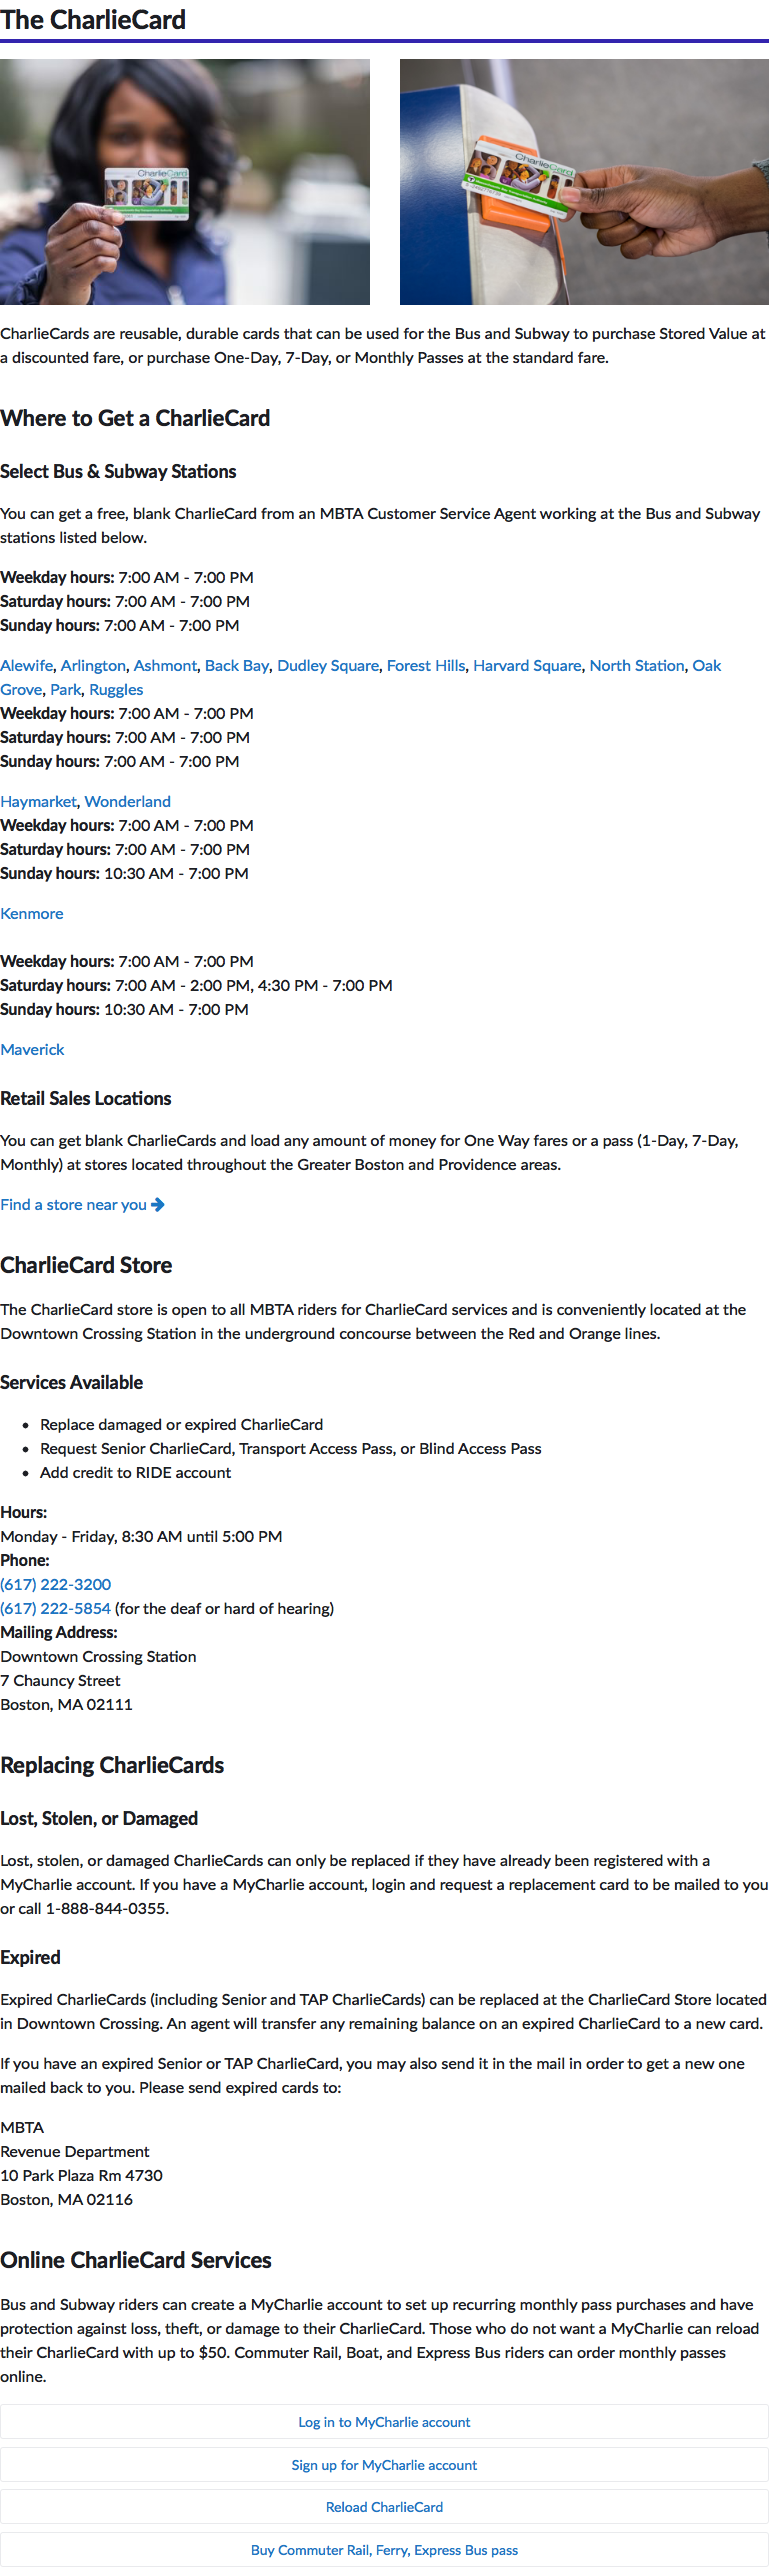 The CharlieCard
CharlieCard
CharlieCard
CharlieCards are reusable, durable cards that can be used for the Bus and Subway to purchase Stored Value at
a discounted fare, or purchase One-Day, 7-Day, or Monthly Passes at the standard fare.
Where to Get a CharlieCard
Select Bus & Subway Stations
You can get a free, blank CharlieCard from an MBTA Customer Service Agent working at the Bus and Subway
stations listed below.
Weekday hours: 7:00 AM - 7:00 PM
Saturday hours: 7:00 AM - 7:00 PM
Sunday hours: 7:00 AM - 7:00 PM
Alewife, Arlington, Ashmont, Back Bay, Dudley Square, Forest Hills, Harvard Square, North Station, Oak
Grove, Park, Ruggles
Weekday hours: 7:00 AM - 7:00 PM
Saturday hours: 7:00 AM - 7:00 PM
Sunday hours: 7:00 AM - 7:00 PM
Haymarket, Wonderland
Weekday hours: 7:00 AM - 7:00 PM
Saturday hours: 7:00 AM - 7:00 PM
Sunday hours: 10:30 AM - 7:00 PM
Kenmore
Weekday hours: 7:00 AM - 7:00 PM
Saturday hours: 7:00 AM - 2:00 PM, 4:30 PM - 7:00 PM
Sunday hours: 10:30 AM - 7:00 PM
Maverick
Retail Sales Locations
You can get blank CharlieCards and load any amount of money for One Way fares or a pass (1-Day, 7-Day,
Monthly) at stores located throughout the Greater Boston and Providence areas.
Find a store near you
CharlieCard Store
The CharlieCard store is open to all MBTA riders for CharlieCard services and is conveniently located at the
Downtown Crossing Station in the underground concourse between the Red and Orange lines.
Services Available
• Replace damaged or expired CharlieCard
• Request Senior CharlieCard, Transport Access Pass, or Blind Access Pass
• Add credit to RIDE account
Hours:
Monday - Friday, 8:30 AM until 5:00 PM
Phone:
(617) 222-3200
(617) 222-5854 (for the deaf or hard of hearing)
Mailing Address:
Downtown Crossing Station
7 Chauncy Street
Boston, MA 02111
Replacing CharlieCards
Lost, Stolen, or Damaged
Lost, stolen, or damaged CharlieCards can only be replaced if they have already been registered with a
MyCharlie account. If you have a MyCharlie account, login and request a replacement card to be mailed to you
or call 1-888-844-0355.
Expired
Expired CharlieCards (including Senior and TAP CharlieCards) can be replaced at the CharlieCard Store located
in Downtown Crossing. An agent will transfer any remaining balance on an expired CharlieCard to a new card.
If you have an expired Senior or TAP CharlieCard, you may also send it in the mail in order to get a new one
mailed back to you. Please send expired cards to:
MBTA
Revenue Department
10 Park Plaza Rm 4730
Boston, MA 02116
Online CharlieCard Services
Bus and Subway riders can create a MyCharlie account to set up recurring monthly pass purchases and have
protection against loss, theft, or damage to their CharlieCard. Those who do not want a MyCharlie can reload
their CharlieCard with up to $50. Commuter Rail, Boat, and Express Bus riders can order monthly passes
online.
Log in to MyCharlie account
Sign up for MyCharlie account
Reload CharlieCard
Buy Commuter Rail, Ferry, Express Bus pass